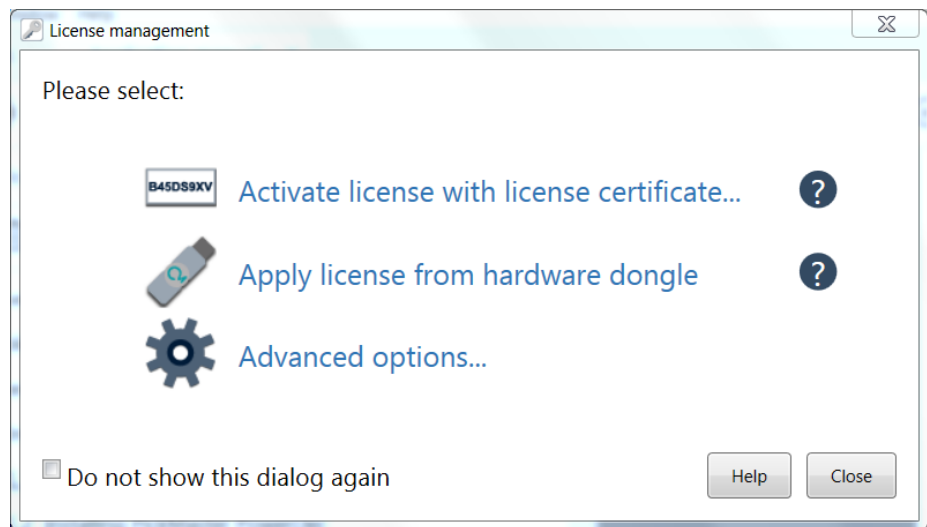 License management
Please select:
B45DS9XV
Activate license with license certificate...
?
Apply license from hardware dongle
?
Advanced options...
Do not show this dialog again
Help
Close